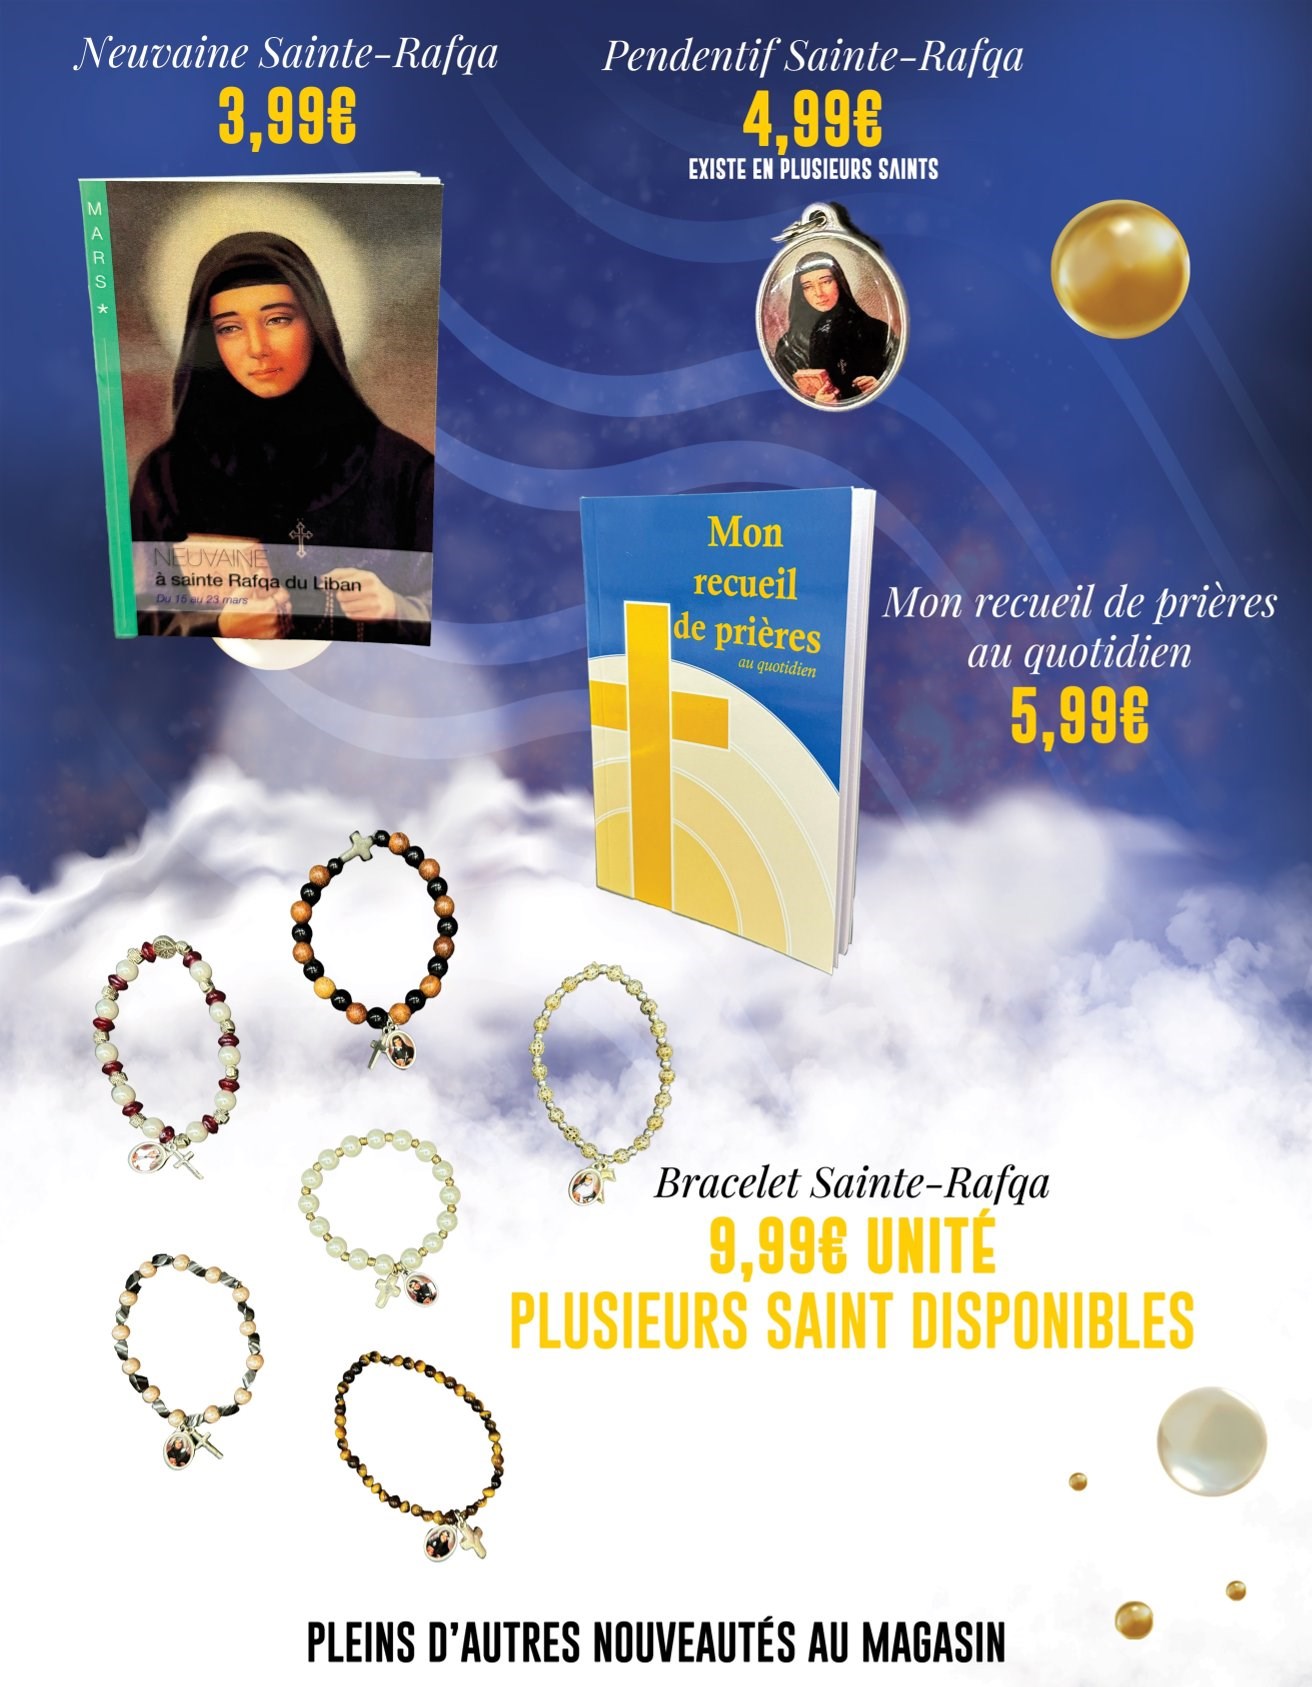 Neuvaine Sainte-Rafqa
3,99€
Pendentif Sainte-Rafqa
4,99€
EXISTE EN PLUSIEURS SAINTS
MARS *
NEUVAINE
à sainte Rafqa du Liban
Du 15 au 23 mars
Mon
recueil
de prières
au quotidien
Mon recueil de prières
au quotidien
5,99€
Bracelet Sainte-Rafqa
9,99€ UNITÉ
PLUSIEURS SAINT DISPONIBLES
PLEINS D'AUTRES NOUVEAUTÉS AU MAGASIN